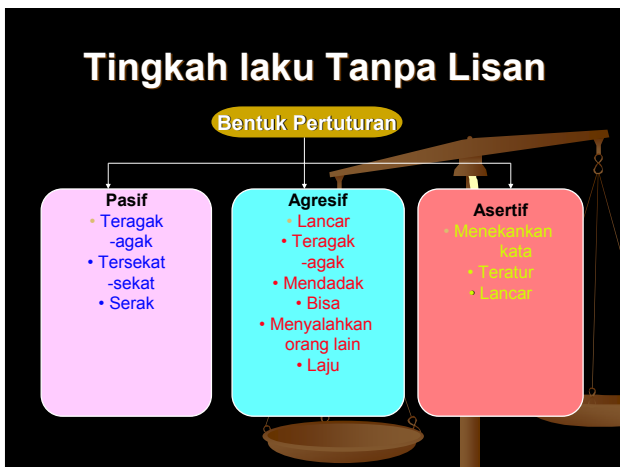 Tingkah laku Tanpa Lisan
Bentuk Pertuturan
Pasif
• Teragak
-agak
• Tersekat
-sekat
• Serak
Agresif
• Lancar
• Teragak
-agak
• Mendadak
• Bisa
• Menyalahkan
orang lain
• Laju
Asertif
• Menekankan
kata
• Teratur
• Lancar